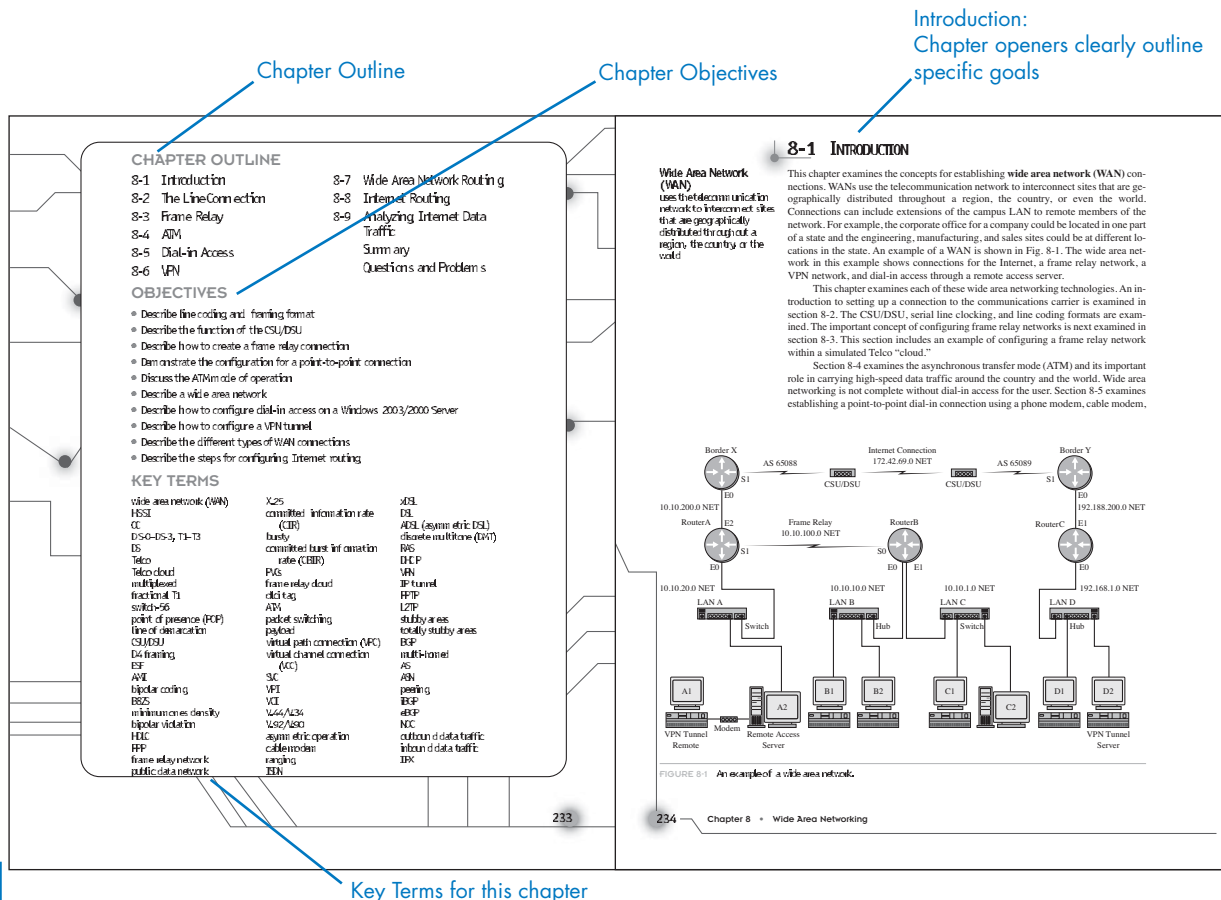 Introduction:
Chapter openers clearly outline
specific goals
Chapter Outline
Chapter Objectives
CHAPTER OUTLINE
8-1 Introduction
8-2 The Line Connection
8-3 Frame Relay
8-4 ATM
8-5 Dial-in Access
8-6 VPN
8-7 Wide Area Network Routing
8-8 Internet Routing
8-9 Analyzing Internet Data
Traffic
Summary
Questions and Problems
OBJECTIVES
• Describe line coding and framing format
• Describe the function of the CSU/DSU
• Describe how to create a frame relay connection
• Demonstrate the configuration for a point-to-point connection
• Discuss the ATM mode of operation
• Describe a wide area network
• Describe how to configure dial-in access on a Windows 2003/2000 Server
• Describe how to configure a VPN tunnel
• Describe the different types of WAN connections
• Describe the steps for configuring Internet routing
KEY TERMS
wide area network (WAN)
HSSI
OC
DS-0–DS-3, T1–T3
DS
Telco
Telco cloud
multiplexed
fractional T1
switch-56
point of presence (POP)
line of demarcation
CSU/DSU
D4 framing
ESF
AMI
bipolar coding
B8ZS
minimum ones density
bipolar violation
HDLC
PPP
frame relay network
public data network
X.25
committed information rate
(CIR)
bursty
committed burst information
rate (CBIR)
PVCs
frame relay cloud
dlci tag
ATM
packet switching
payload
virtual path connection (VPC)
virtual channel connection
(VCC)
SVC
VPI
VCI
V.44/V.34
V.92/V.90
asymmetric operation
cable modem
ranging
ISDN
xDSL
DSL
ADSL (asymmetric DSL)
discrete multitone (DMT)
RAS
DHCP
VPN
IP tunnel
PPTP
L2TP
stubby areas
totally stubby areas
BGP
multi-homed
AS
ASN
peering
iBGP
eBGP
NOC
outbound data traffic
inbound data traffic
IPX
233
Key Terms for this chapter
8-1 INTRODUCTION
Wide Area Network
(WAN)
uses the telecommunication
network to interconnect sites
that are geographically
distributed throughout a
region, the country, or the
world
This chapter examines the concepts for establishing wide area network (WAN) con-
nections. WANs use the telecommunication network to interconnect sites that are ge-
ographically distributed throughout a region, the country, or even the world.
Connections can include extensions of the campus LAN to remote members of the
network. For example, the corporate office for a company could be located in one part
of a state and the engineering, manufacturing, and sales sites could be at different lo-
cations in the state. An example of a WAN is shown in Fig. 8-1. The wide area net-
work in this example shows connections for the Internet, a frame relay network, a
VPN network, and dial-in access through a remote access server.
This chapter examines each of these wide area networking technologies. An in-
troduction to setting up a connection to the communications carrier is examined in
section 8-2. The CSU/DSU, serial line clocking, and line coding formats are exam-
ined. The important concept of configuring frame relay networks is next examined in
section 8-3. This section includes an example of configuring a frame relay network
within a simulated Telco “cloud.”
Section 8-4 examines the asynchronous transfer mode (ATM) and its important
role in carrying high-speed data traffic around the country and the world. Wide area
networking is not complete without dial-in access for the user. Section 8-5 examines
establishing a point-to-point dial-in connection using a phone modem, cable modem,
Border X
Internet Connection
172.42.69.0 NET
Border Y
AS 65088
AS 65089
S1
CSU/DSU
CSU/DSU
S1
E0
E0
10.10.200.0 NET
192.188.200.0 NET
RouterA
E2
Frame Relay
10.10.100.0 NET
RouterB
RouterC
E1
S1
S0
E0
E0
E1
E0
10.10.20.0 NET
10.10.10.0 NET
10.10.1.0 NET
192.168.1.0 NET
LAN A
LAN B
LAN C
LAN D
Switch
Hub
Switch
Hub
A1
A2
B1
B2
C1
C2
D1
D2
Modem
VPN Tunnel
Remote
Remote Access
Server
VPN Tunnel
Server
FIGURE 8-1 An example of a wide area network.
234
Chapter 8 • Wide Area Networking